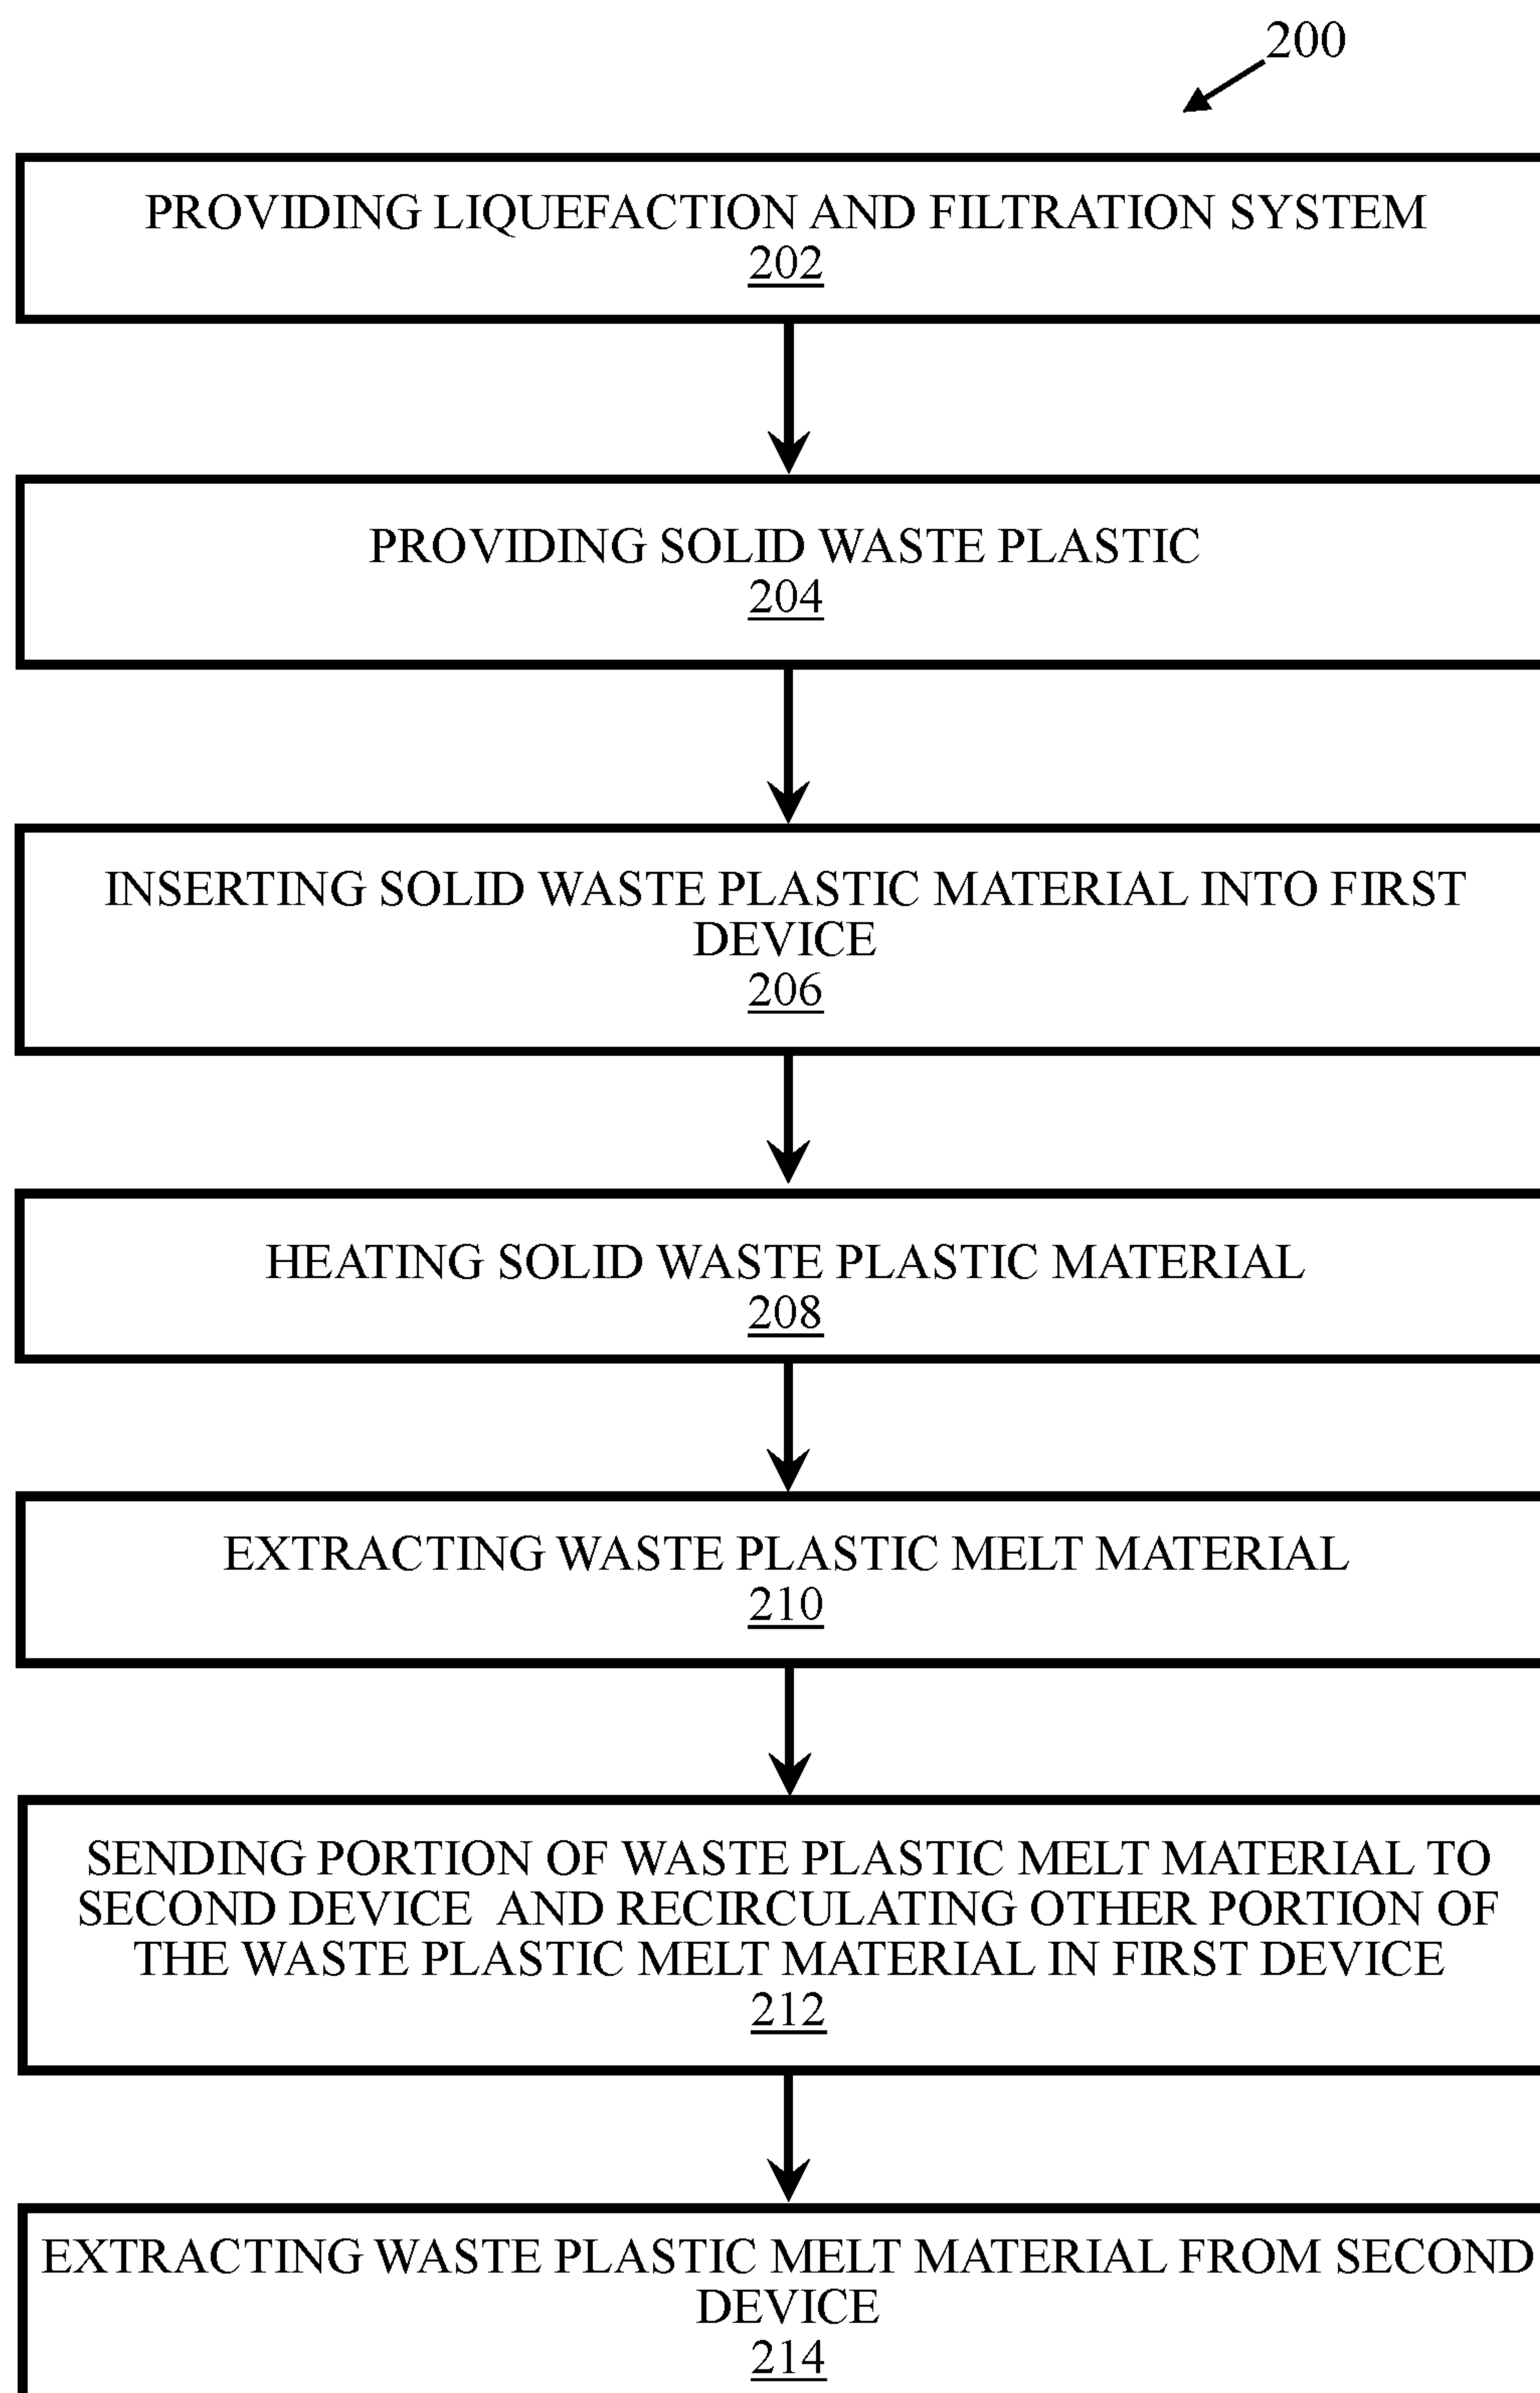 200
PROVIDING LIQUEFACTION AND FILTRATION SYSTEM
202
PROVIDING SOLID WASTE PLASTIC
204
INSERTING SOLID WASTE PLASTIC MATERIAL INTO FIRST
DEVICE
206
HEATING SOLID WASTE PLASTIC MATERIAL
208
EXTRACTING WASTE PLASTIC MELT MATERIAL
210
SENDING PORTION OF WASTE PLASTIC MELT MATERIAL TO
SECOND DEVICE AND RECIRCULATING OTHER PORTION OF
THE WASTE PLASTIC MELT MATERIAL IN FIRST DEVICE
212
EXTRACTING WASTE PLASTIC MELT MATERIAL FROM SECOND
DEVICE
214